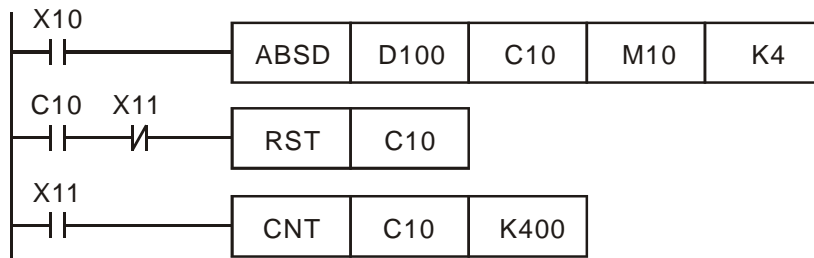 X10
ABSD D100 C10 M10 K4
C10 X11
RST C10
X11
CNT C10 K400